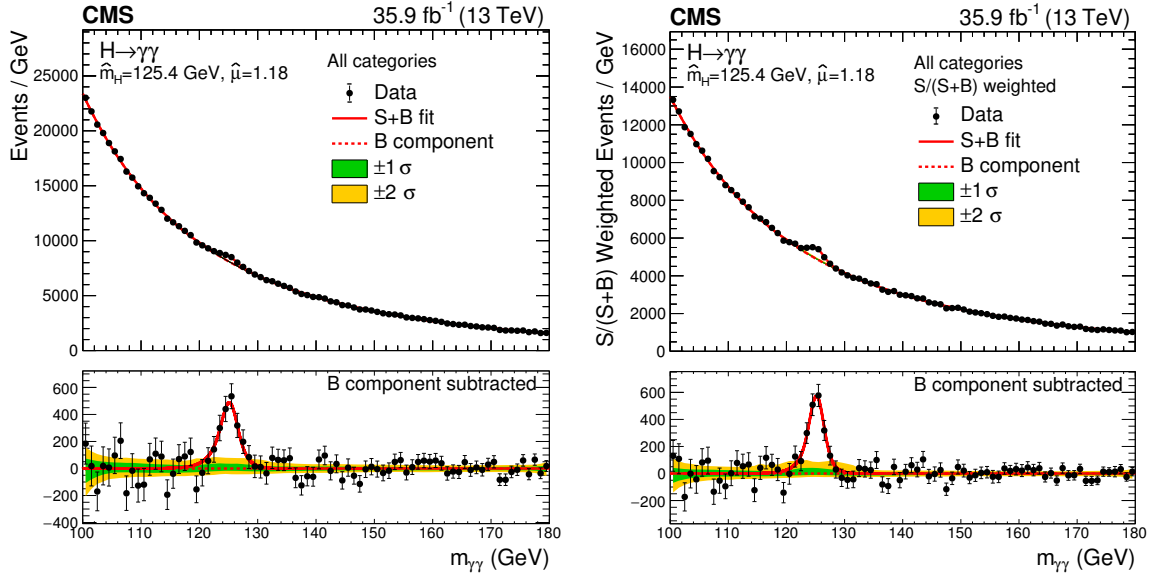 CMS
35.9 fb⁻¹ (13 TeV)
H→γγ
m̂_H=125.4 GeV, μ̂=1.18
All categories
Data
S+B fit
B component
±1 σ
±2 σ
Events / GeV
25000
20000
15000
10000
5000
0
B component subtracted
600
400
200
0
−200
−400
100 110 120 130 140 150 160 170 180
m_γγ (GeV)
CMS
35.9 fb⁻¹ (13 TeV)
H→γγ
m̂_H=125.4 GeV, μ̂=1.18
All categories
S/(S+B) weighted
Data
S+B fit
B component
±1 σ
±2 σ
S/(S+B) Weighted Events / GeV
16000
14000
12000
10000
8000
6000
4000
2000
0
B component subtracted
600
400
200
0
−200
100 110 120 130 140 150 160 170 180
m_γγ (GeV)